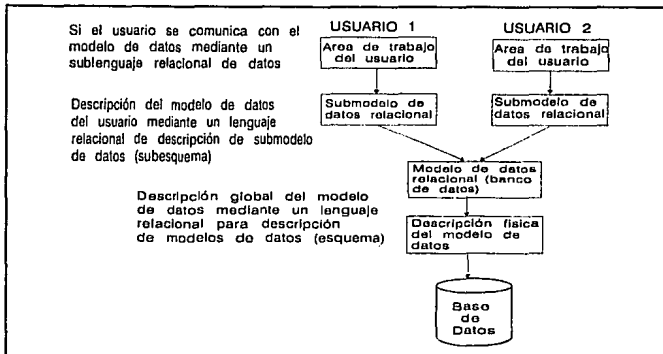 Si el usuario se comunica con el
modelo de datos mediante un
sublenguaje relacional de datos
USUARIO 1
USUARIO 2
Area de trabajo
del usuario
Area de trabajo
del usuario
Descripción del modelo de datos
del usuario mediante un lenguaje
relacional de descripción de submodelo
de datos (subesquema)
Submodelo de
datos relacional
Submodelo de
datos relacional
Modelo de datos
relacional (banco
de datos)
Descripción global del modelo
de datos mediante un lenguaje
relacional para descripción
de modelos de datos (esquema)
Descripción física
del modelo de
datos
Base
de
Datos